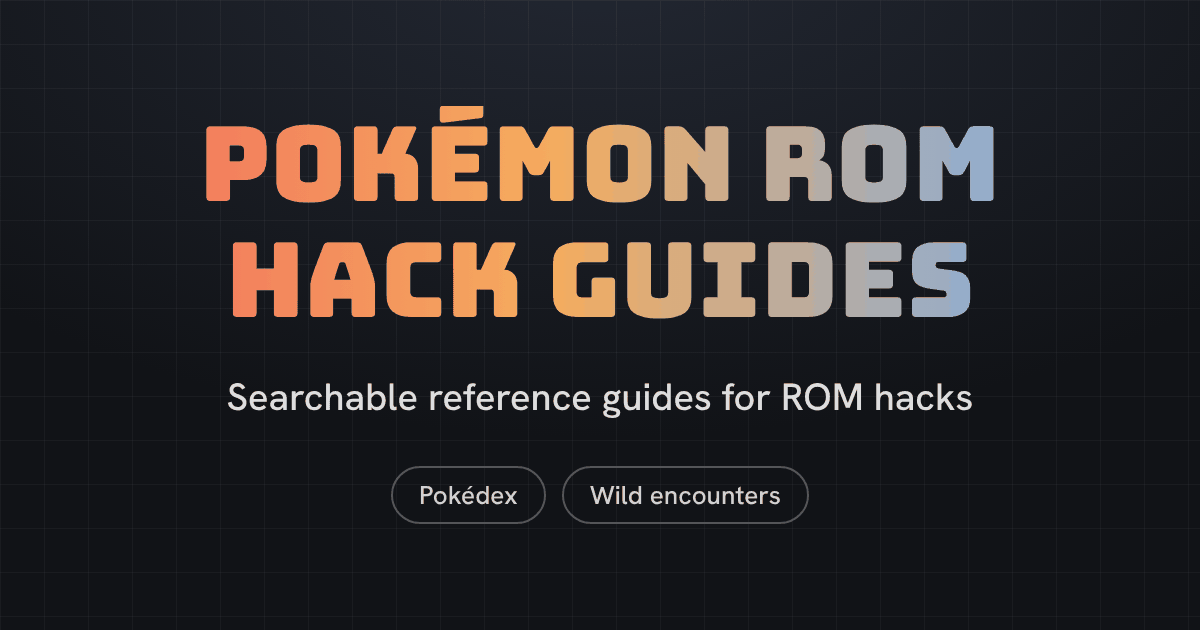 POKÉMON ROM
HACK GUIDES
Searchable reference guides for ROM hacks
Pokédex
Wild encounters